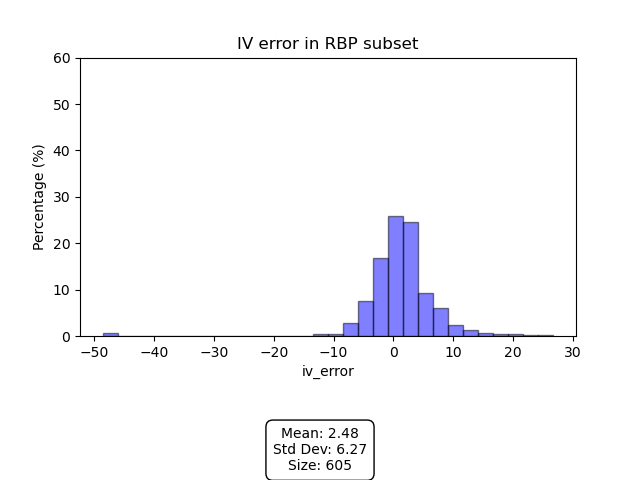 IV error in RBP subset
60
50
40
30
20
10
0
Percentage (%)
−50 −40 −30 −20 −10 0 10 20 30
iv_error
Mean: 2.48
Std Dev: 6.27
Size: 605